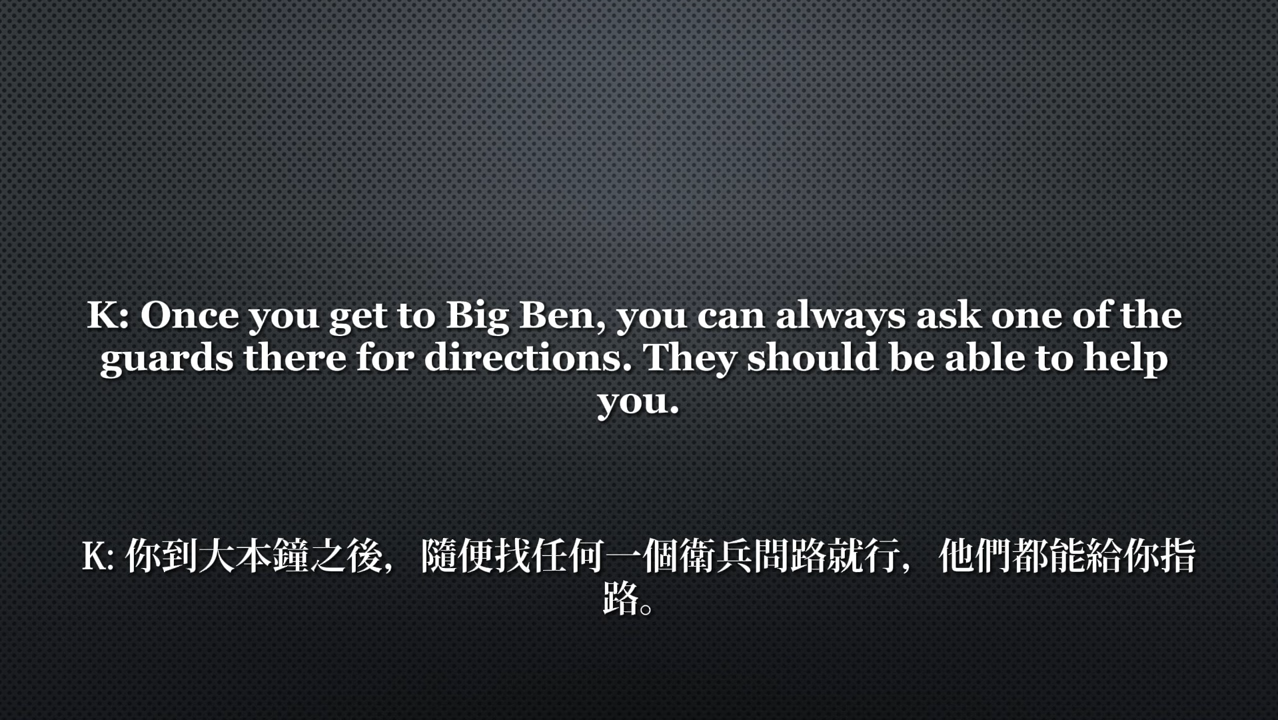 K: Once you get to Big Ben, you can always ask one of the
guards there for directions. They should be able to help
you.
K: 你到大本鐘之後，隨便找任何一個衛兵問路就行，他們都能給你指
路。